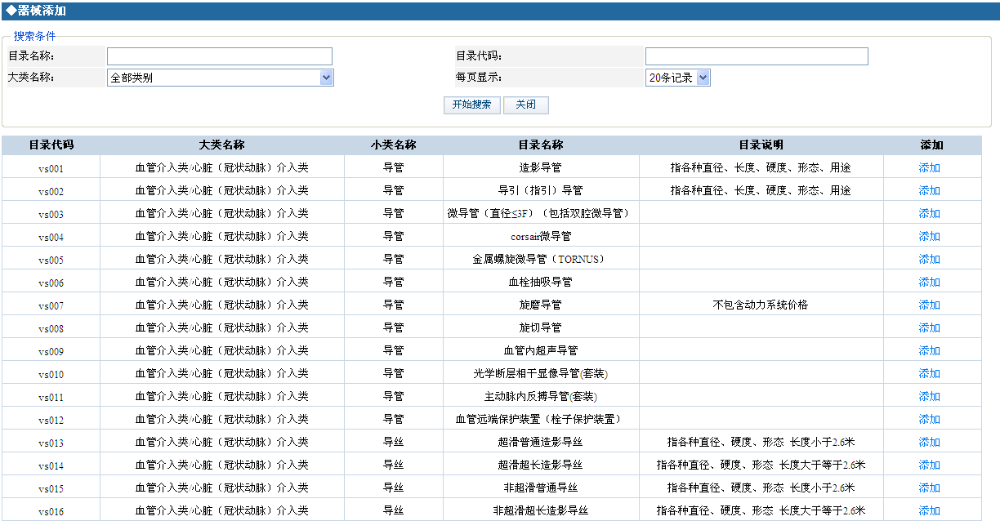 ◆器械添加
搜索条件
目录名称： 目录代码：
大类名称： 全部类别 每页显示： 20条记录
开始搜索 关闭
目录代码 大类名称 小类名称 目录名称 目录说明 添加
vs001 血管介入类/心脏（冠状动脉）介入类 导管 造影导管 指各种直径、长度、硬度、形态、用途 添加
vs002 血管介入类/心脏（冠状动脉）介入类 导管 导引（指引）导管 指各种直径、长度、硬度、形态、用途 添加
vs003 血管介入类/心脏（冠状动脉）介入类 导管 微导管（直径≤3F）（包括双腔微导管） 添加
vs004 血管介入类/心脏（冠状动脉）介入类 导管 corsair微导管 添加
vs005 血管介入类/心脏（冠状动脉）介入类 导管 金属螺旋微导管（TORNUS） 添加
vs006 血管介入类/心脏（冠状动脉）介入类 导管 血栓抽吸导管 添加
vs007 血管介入类/心脏（冠状动脉）介入类 导管 旋磨导管 不包含动力系统价格 添加
vs008 血管介入类/心脏（冠状动脉）介入类 导管 旋切导管 添加
vs009 血管介入类/心脏（冠状动脉）介入类 导管 血管内超声导管 添加
vs010 血管介入类/心脏（冠状动脉）介入类 导管 光学断层相干显像导管(套装) 添加
vs011 血管介入类/心脏（冠状动脉）介入类 导管 主动脉内反搏导管(套装) 添加
vs012 血管介入类/心脏（冠状动脉）介入类 导管 血管远端保护装置（栓子保护装置） 添加
vs013 血管介入类/心脏（冠状动脉）介入类 导丝 超滑普通造影导丝 指各种直径、硬度、形态 长度小于2.6米 添加
vs014 血管介入类/心脏（冠状动脉）介入类 导丝 超滑超长造影导丝 指各种直径、硬度、形态 长度大于等于2.6米 添加
vs015 血管介入类/心脏（冠状动脉）介入类 导丝 非超滑普通导丝 指各种直径、硬度、形态 长度小于2.6米 添加
vs016 血管介入类/心脏（冠状动脉）介入类 导丝 非超滑超长造影导丝 指各种直径、硬度、形态 长度大于等于2.6米 添加